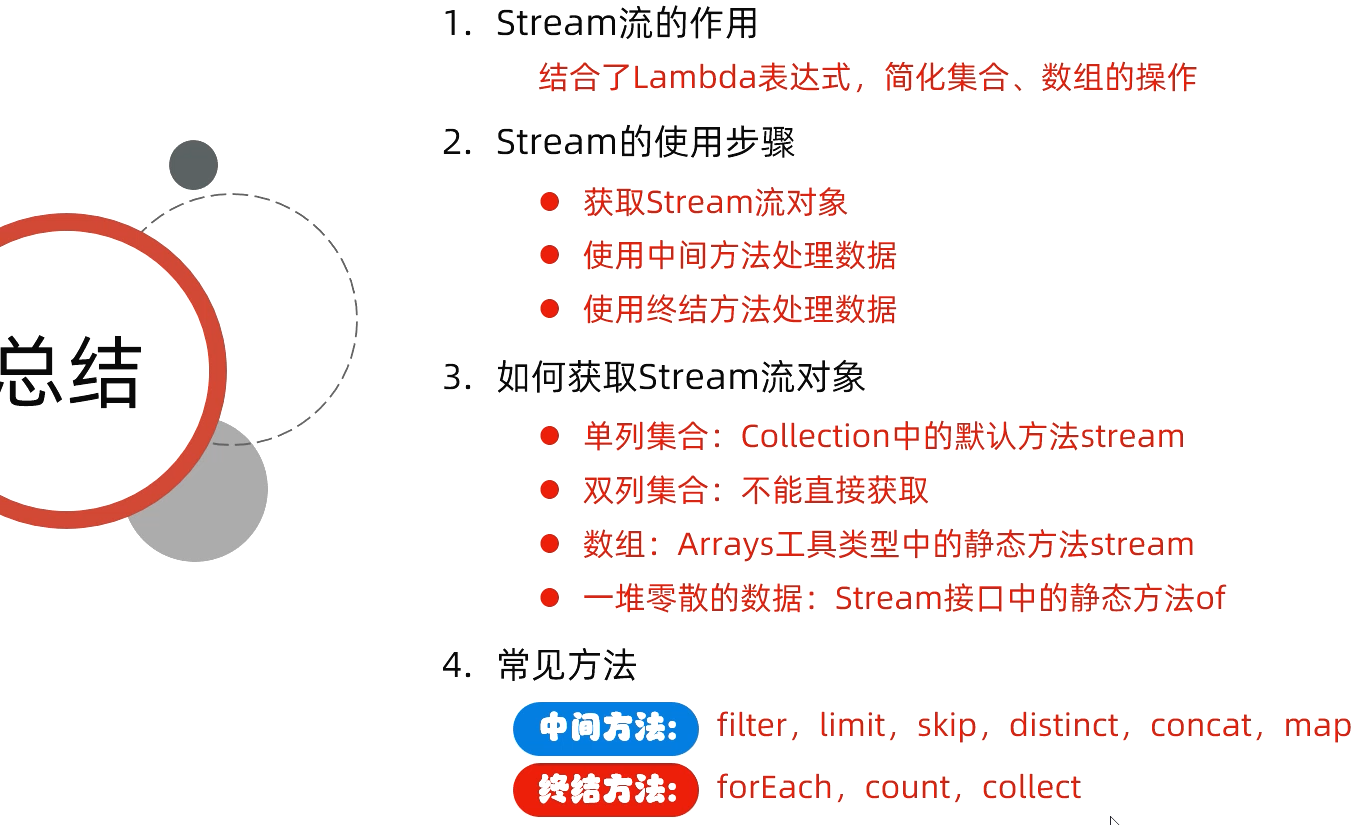 总结
1. Stream流的作用
结合了Lambda表达式，简化集合、数组的操作
2. Stream的使用步骤
● 获取Stream流对象
● 使用中间方法处理数据
● 使用终结方法处理数据
3. 如何获取Stream流对象
● 单列集合：Collection中的默认方法stream
● 双列集合：不能直接获取
● 数组：Arrays工具类型中的静态方法stream
● 一堆零散的数据：Stream接口中的静态方法of
4. 常见方法
中间方法: filter，limit，skip，distinct，concat，map
终结方法: forEach，count，collect